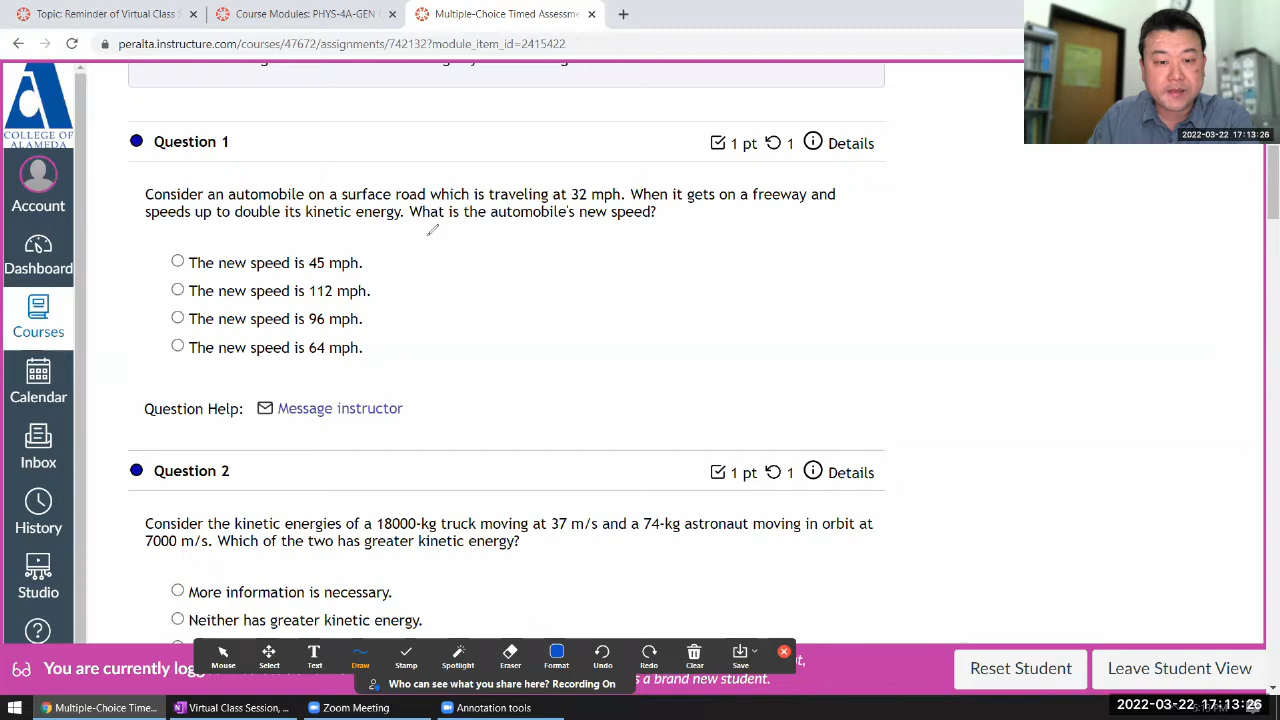 Topic: Reminder of Virtual Class S
Course Modules: PHYS-4A-GEN D
Multiple-Choice Timed Assessme
peralta.instructure.com/courses/47672/assignments/742132?module_item_id=2415422
2022-03-22 17:13:26
COLLEGE OF
ALAMEDA
Account
Dashboard
Courses
Calendar
Inbox
History
Studio
Question 1
1 pt
1
Details
Consider an automobile on a surface road which is traveling at 32 mph. When it gets on a freeway and
speeds up to double its kinetic energy. What is the automobile's new speed?
The new speed is 45 mph.
The new speed is 112 mph.
The new speed is 96 mph.
The new speed is 64 mph.
Question Help:
Message instructor
Question 2
1 pt
1
Details
Consider the kinetic energies of a 18000-kg truck moving at 37 m/s and a 74-kg astronaut moving in orbit at
7000 m/s. Which of the two has greater kinetic energy?
More information is necessary.
Neither has greater kinetic energy.
Mouse
Select
Text
Draw
Stamp
Spotlight
Eraser
Format
Undo
Redo
Clear
Save
Who can see what you share here? Recording On
You are currently log
s a brand new student.
Reset Student
Leave Student View
Multiple-Choice Time...
Virtual Class Session, ...
Zoom Meeting
Annotation tools
2022-03-22 17:13:26